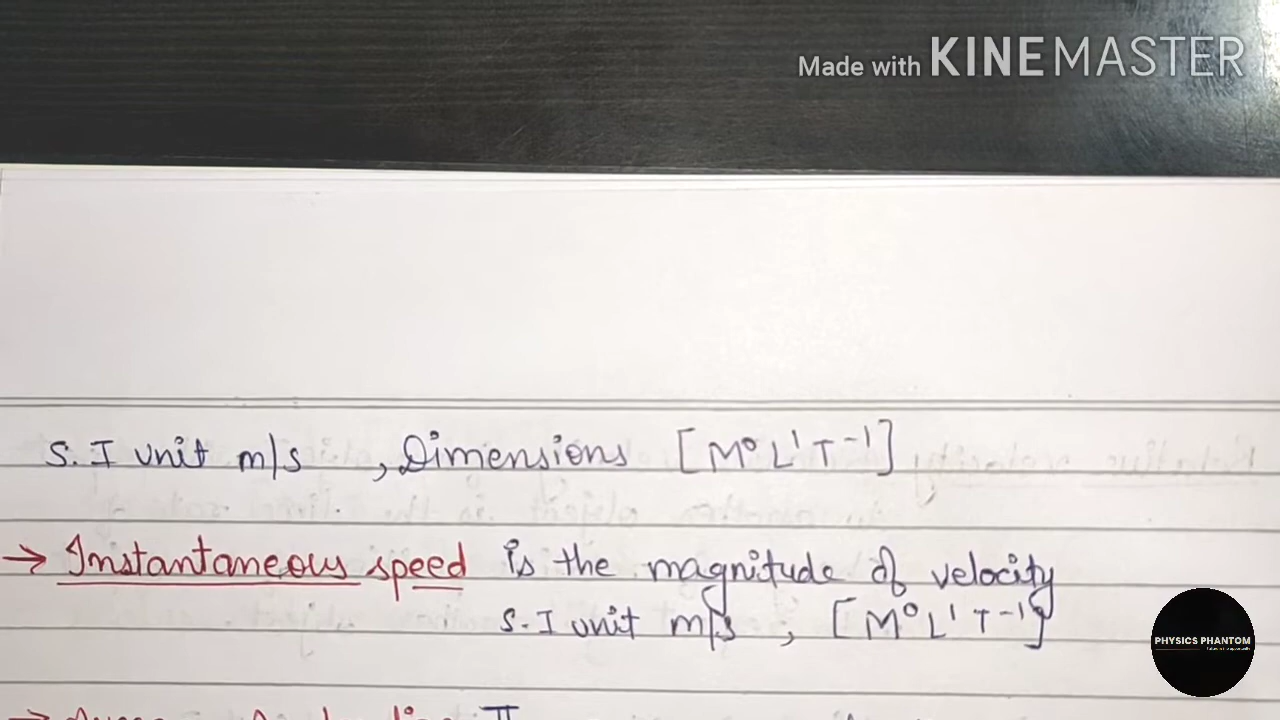 Made with KINEMASTER
S.I unit m/s , Dimensions [M⁰L¹T⁻¹]
→ Instantaneous speed is the magnitude of velocity
S.I unit m/s , [M⁰L¹T⁻¹]
PHYSICS PHANTOM